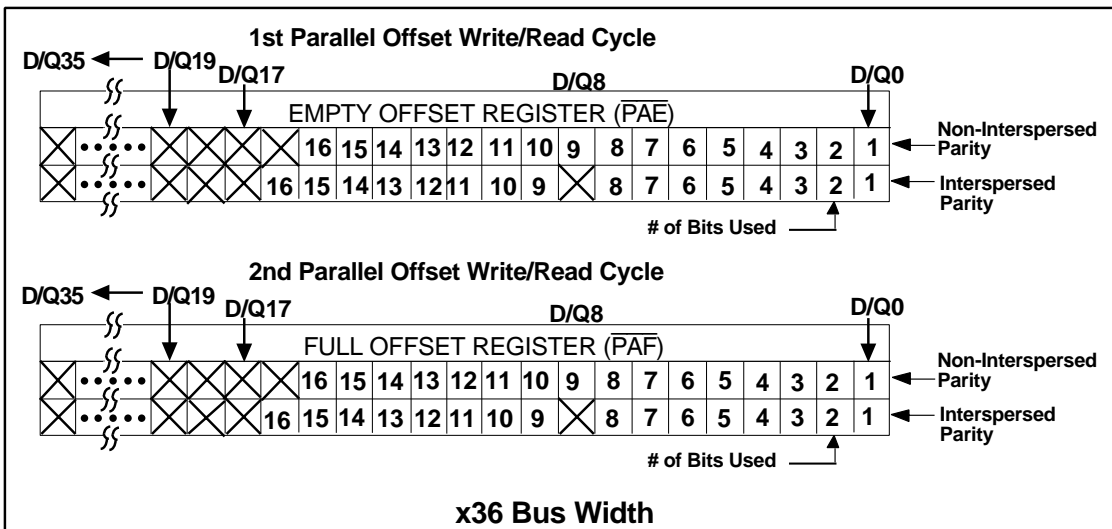 1st Parallel Offset Write/Read Cycle
D/Q35 D/Q19 D/Q17 D/Q8 D/Q0
EMPTY OFFSET REGISTER (PAE)
16 15 14 13 12 11 10 9 8 7 6 5 4 3 2 1
Non-Interspersed
Parity
16 15 14 13 12 11 10 9 8 7 6 5 4 3 2 1
Interspersed
Parity
# of Bits Used
2nd Parallel Offset Write/Read Cycle
D/Q35 D/Q19 D/Q17 D/Q8 D/Q0
FULL OFFSET REGISTER (PAF)
16 15 14 13 12 11 10 9 8 7 6 5 4 3 2 1
Non-Interspersed
Parity
16 15 14 13 12 11 10 9 8 7 6 5 4 3 2 1
Interspersed
Parity
# of Bits Used
x36 Bus Width